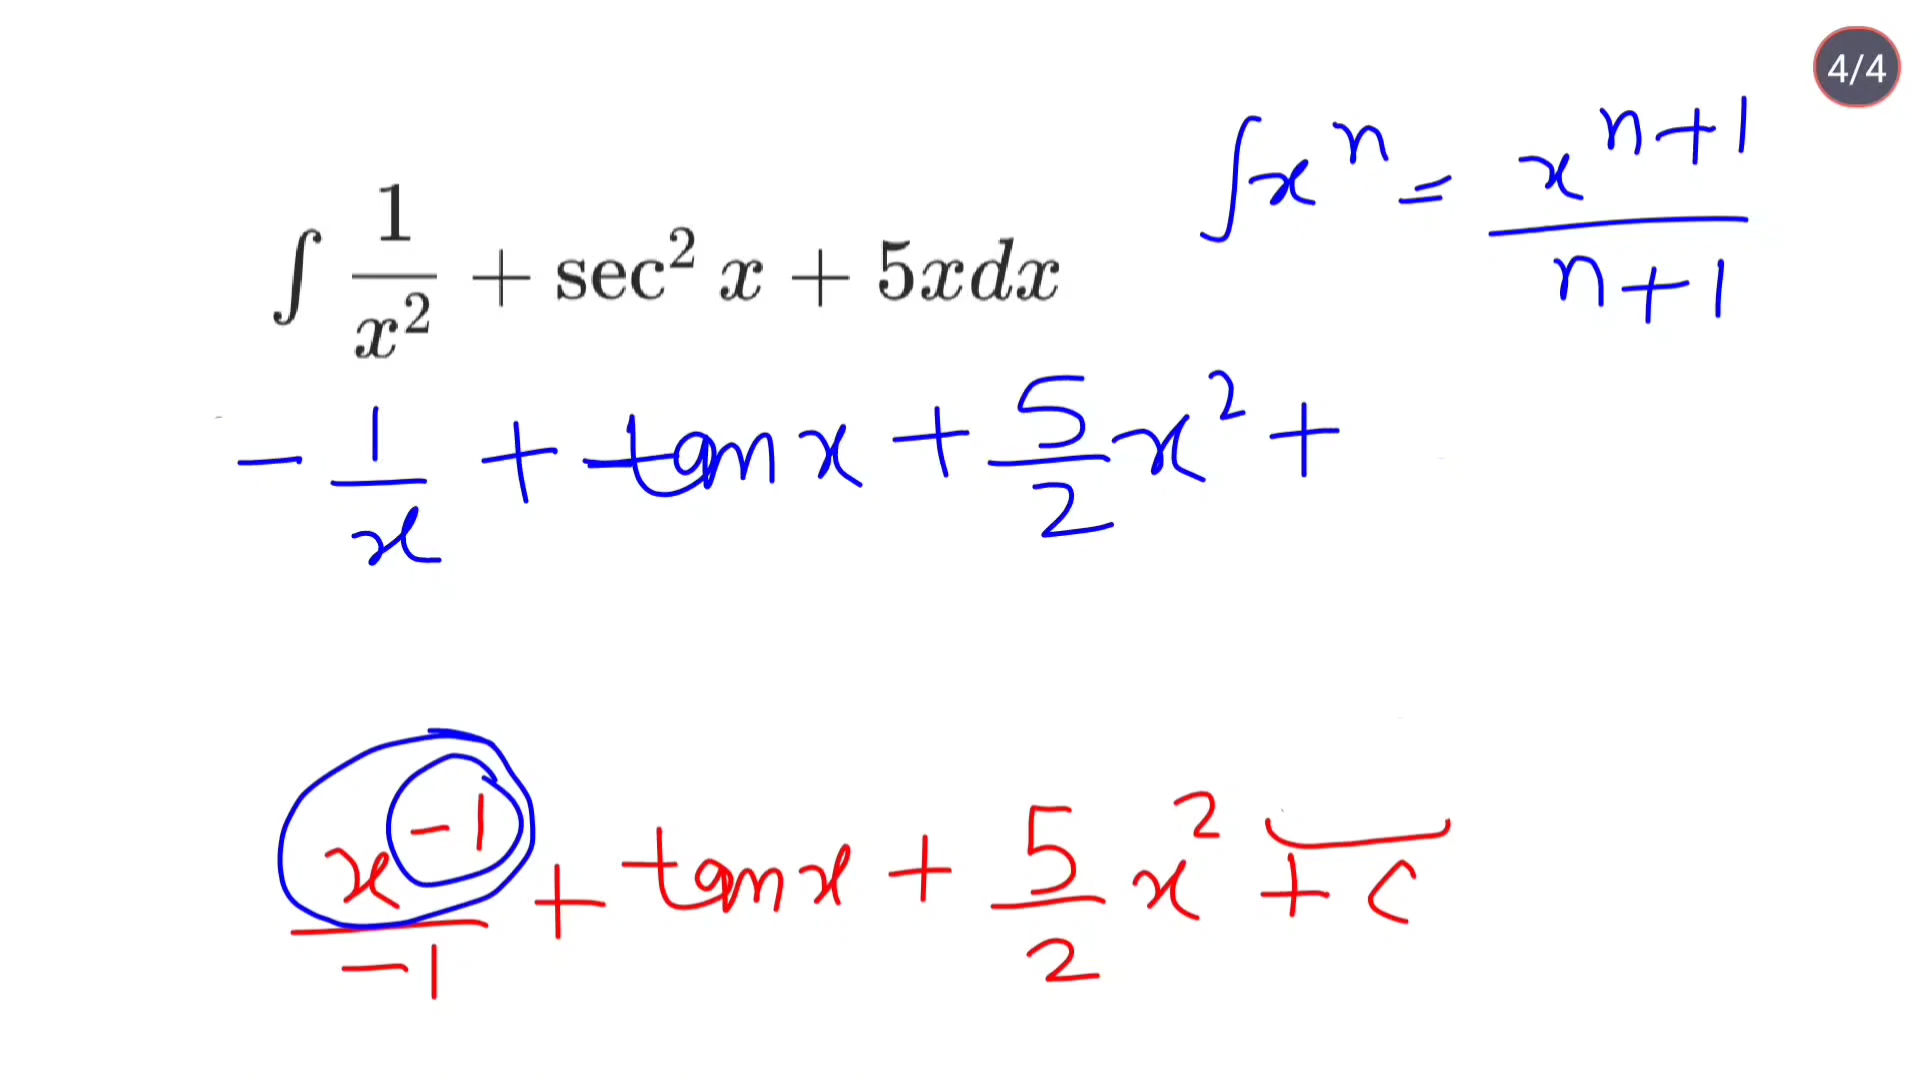 4/4
∫ xⁿ = xⁿ⁺¹/(n+1)
∫ 1/x² + sec² x + 5xdx
- 1/x + tan x + 5/2 x² +
x⁻¹/-1 + tan x + 5/2 x² + c